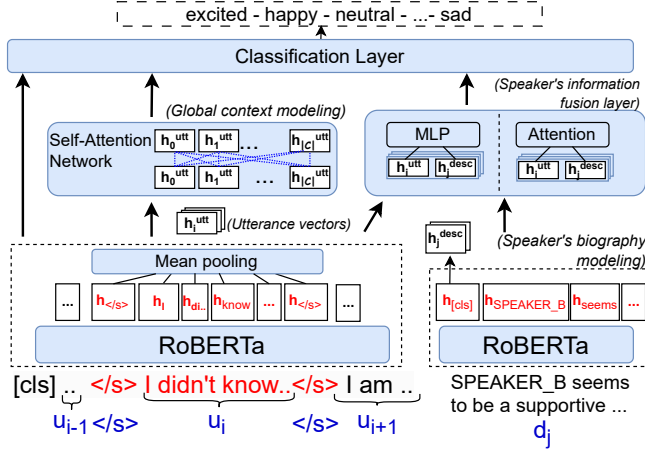 excited - happy - neutral - ...- sad
Classification Layer
(Speaker's information
fusion layer)
(Global context modeling)
Self-Attention
Network
h₀ᵘᵗᵗ h₁ᵘᵗᵗ ... h|C|ᵘᵗᵗ
h₀ᵘᵗᵗ h₁ᵘᵗᵗ ... h|C|ᵘᵗᵗ
MLP Attention
hᵢᵘᵗᵗ hⱼᵈᵉˢᶜ hᵢᵘᵗᵗ hⱼᵈᵉˢᶜ
hᵢᵘᵗᵗ (Utterance vectors)
hⱼᵈᵉˢᶜ (Speaker's biography
modeling)
Mean pooling
... h</s> hI hdi.. hknow ... h</s> ...
h[cls] hSPEAKER_B hseems ...
RoBERTa RoBERTa
[cls] .. </s> I didn't know.. </s> I am ..
uᵢ₋₁ </s> uᵢ </s> uᵢ₊₁
SPEAKER_B seems
to be a supportive ...
dⱼ